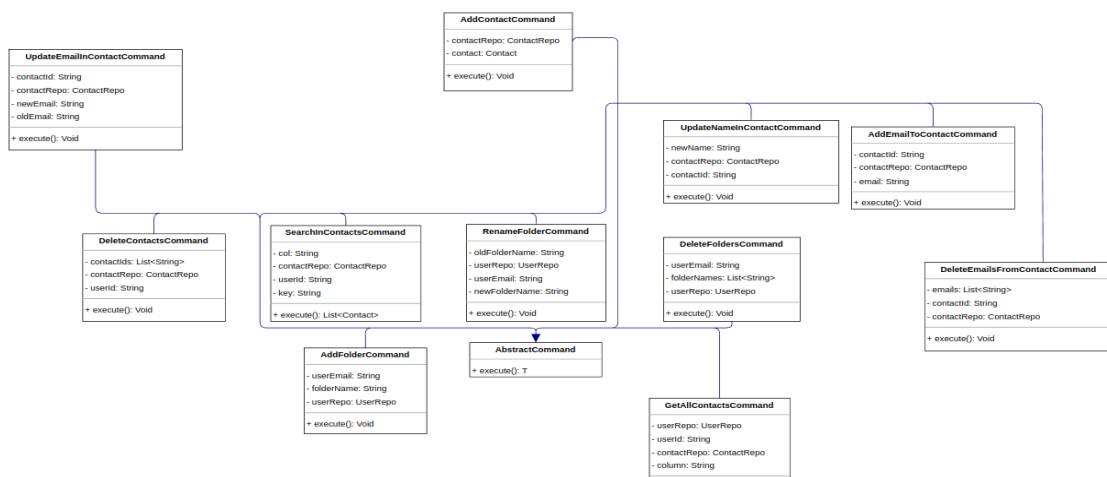 AddContactCommand
- contactRepo: ContactRepo
- contact: Contact
+ execute(): Void
UpdateEmailInContactCommand
- contactId: String
- contactRepo: ContactRepo
- newEmail: String
- oldEmail: String
+ execute(): Void
UpdateNameInContactCommand
- newName: String
- contactRepo: ContactRepo
- contactId: String
+ execute(): Void
AddEmailToContactCommand
- contactId: String
- contactRepo: ContactRepo
- email: String
+ execute(): Void
DeleteContactsCommand
- contactIds: List<String>
- contactRepo: ContactRepo
- userId: String
+ execute(): Void
SearchInContactsCommand
- col: String
- contactRepo: ContactRepo
- userId: String
- key: String
+ execute(): List<Contact>
RenameFolderCommand
- oldFolderName: String
- userRepo: UserRepo
- userEmail: String
- newFolderName: String
+ execute(): Void
DeleteFoldersCommand
- userEmail: String
- folderNames: List<String>
- userRepo: UserRepo
+ execute(): Void
DeleteEmailsFromContactCommand
- emails: List<String>
- contactId: String
- contactRepo: ContactRepo
+ execute(): Void
AddFolderCommand
- userEmail: String
- folderName: String
- userRepo: UserRepo
+ execute(): Void
AbstractCommand
+ execute(): T
GetAllContactsCommand
- userRepo: UserRepo
- userId: String
- contactRepo: ContactRepo
- column: String